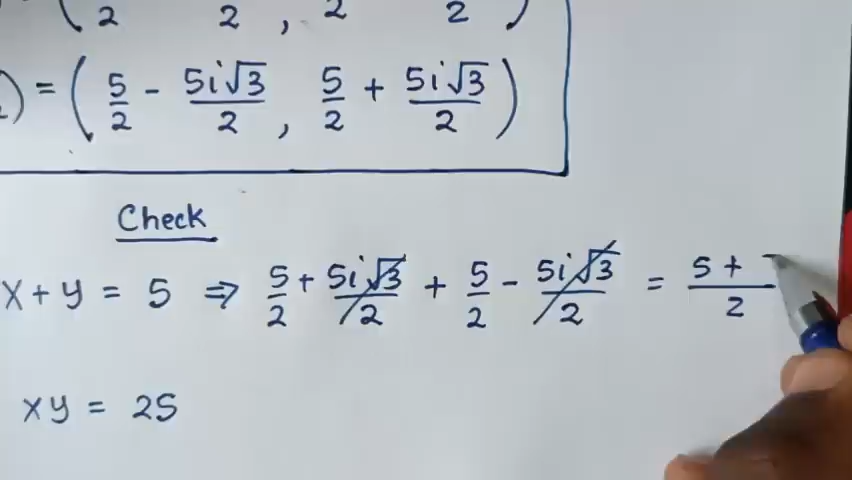 ( 2 2 , 2 2 )
) = ( 5/2 - 5i√3/2 , 5/2 + 5i√3/2 )
Check
x + y = 5 ⇒ 5/2 + 5i√3/2 + 5/2 - 5i√3/2 = 5 + /2
xy = 25